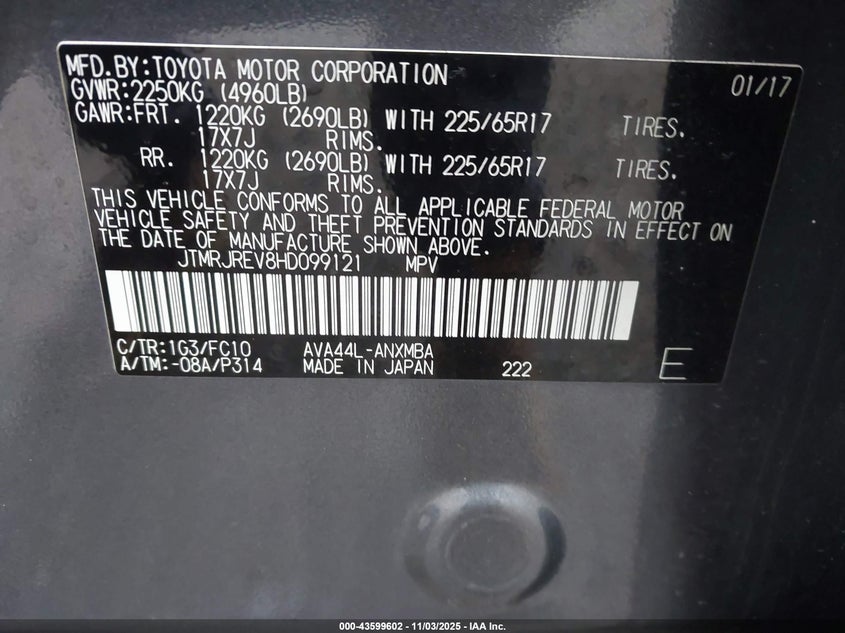 MFD.BY:TOYOTA MOTOR CORPORATION 01/17
GVWR:2250KG (4960LB)
GAWR:FRT. 1220KG (2690LB) WITH 225/65R17 TIRES.
17X7J RIMS.
RR. 1220KG (2690LB) WITH 225/65R17 TIRES.
17X7J RIMS.
THIS VEHICLE CONFORMS TO ALL APPLICABLE FEDERAL MOTOR
VEHICLE SAFETY AND THEFT PREVENTION STANDARDS IN EFFECT ON
THE DATE OF MANUFACTURE SHOWN ABOVE.
JTMRJREV8HD099121 MPV
C/TR:1G3/FC10 AVA44L-ANXMBA
A/TM:-08A/P314 MADE IN JAPAN 222 E
000-43599602 - 11/03/2025 - IAA Inc.